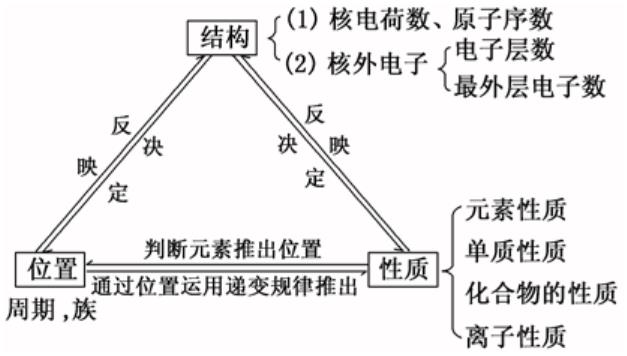 结构
(1) 核电荷数、原子序数
(2) 核外电子
电子层数
最外层电子数
反映
决定
反映
决定
判断元素推出位置
通过位置运用递变规律推出
位置
周期,族
性质
元素性质
单质性质
化合物的性质
离子性质